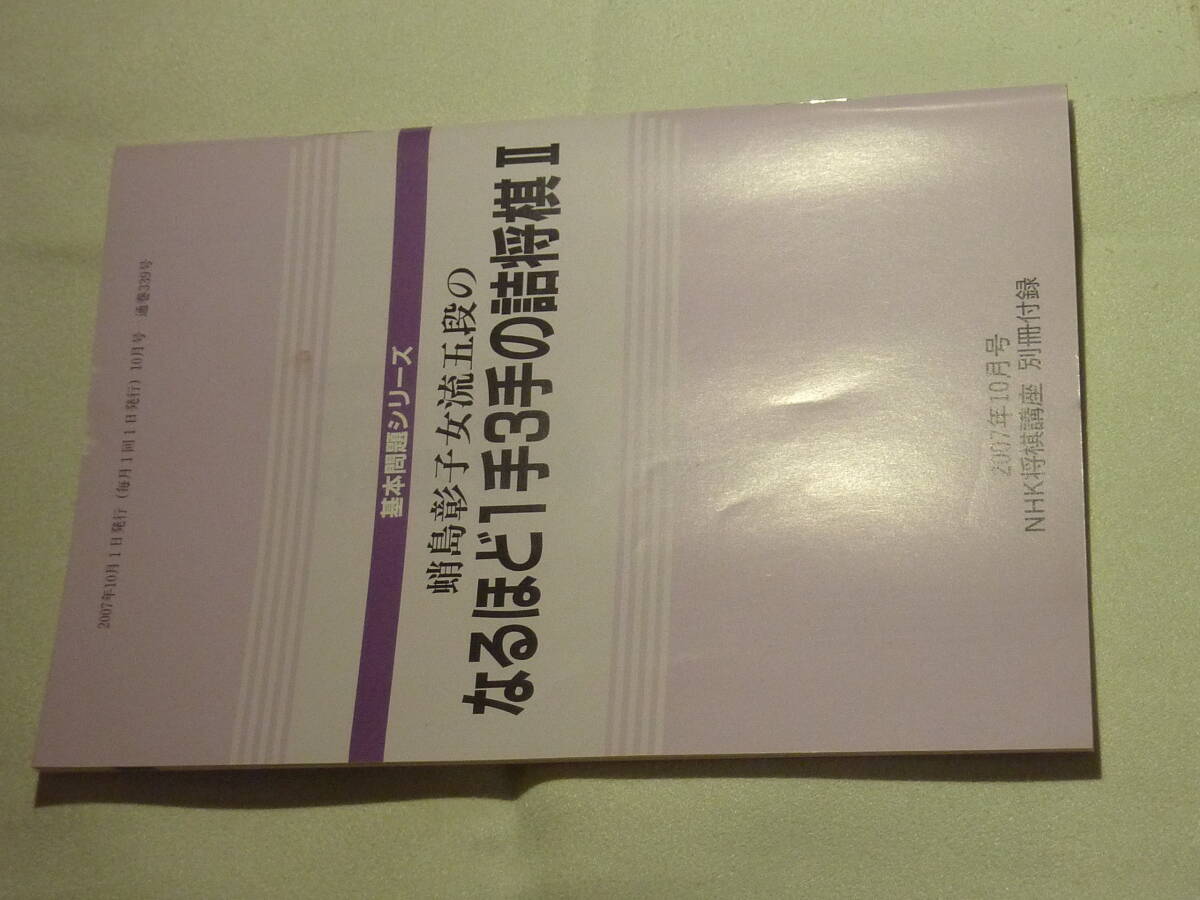 2007年10月1日発行（毎月1回1日発行）10月号　通巻339号
基本問題シリーズ
蛸島彰子女流五段の
なるほど1手3手の詰将棋Ⅱ
2007年10月号
NHK将棋講座 別冊付録